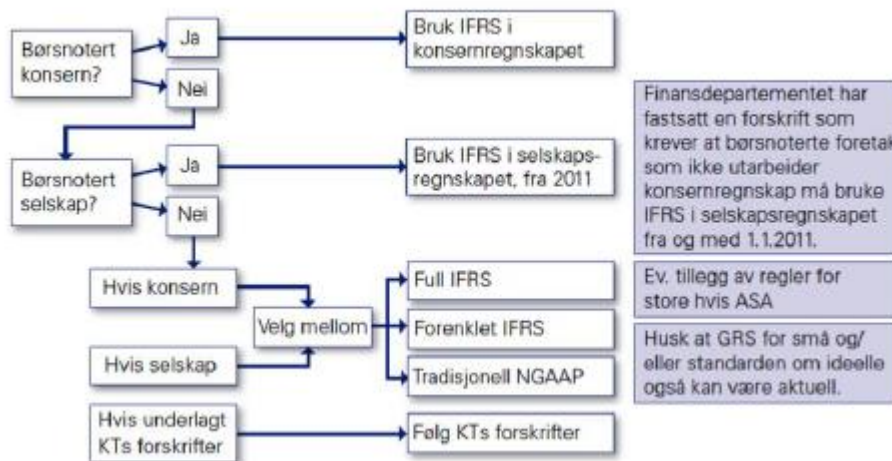 Børsnotert
konsern?
Ja
Nei
Bruk IFRS i
konsernregnskapet
Børsnotert
selskap?
Ja
Nei
Bruk IFRS i selskaps-
regnskapet, fra 2011
Hvis konsern
Hvis selskap
Velg mellom
Full IFRS
Forenklet IFRS
Tradisjonell NGAAP
Hvis underlagt
KTs forskrifter
Følg KTs forskrifter
Finansdepartementet har
fastsatt en forskrift som
krever at børsnoterte foretak
som ikke utarbeider
konsernregnskap må bruke
IFRS i selskapsregnskapet
fra og med 1.1.2011.
Ev. tillegg av regler for
store hvis ASA
Husk at GRS for små og/
eller standarden om ideelle
også kan være aktuell.